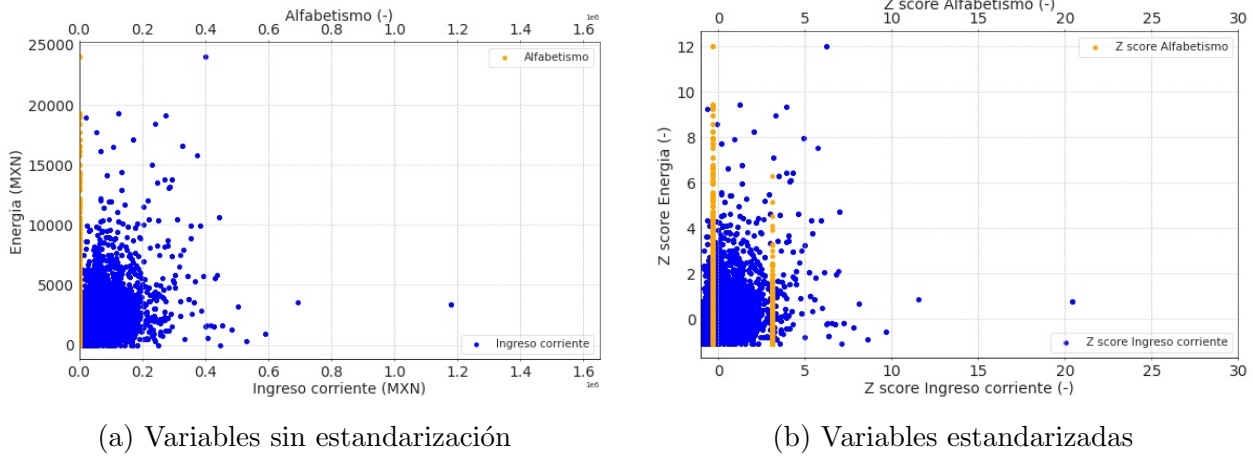 Alfabetismo (-)
0.0 0.2 0.4 0.6 0.8 1.0 1.2 1.4 1.6
1e6
25000
20000
15000
10000
5000
0
Energia (MXN)
Alfabetismo
Ingreso corriente
0.0 0.2 0.4 0.6 0.8 1.0 1.2 1.4 1.6
1e6
Ingreso corriente (MXN)
(a) Variables sin estandarización
Z score Alfabetismo (-)
0 5 10 15 20 25 30
12
10
8
6
4
2
0
Z score Energia (-)
Z score Alfabetismo
Z score Ingreso corriente
0 5 10 15 20 25 30
Z score Ingreso corriente (-)
(b) Variables estandarizadas